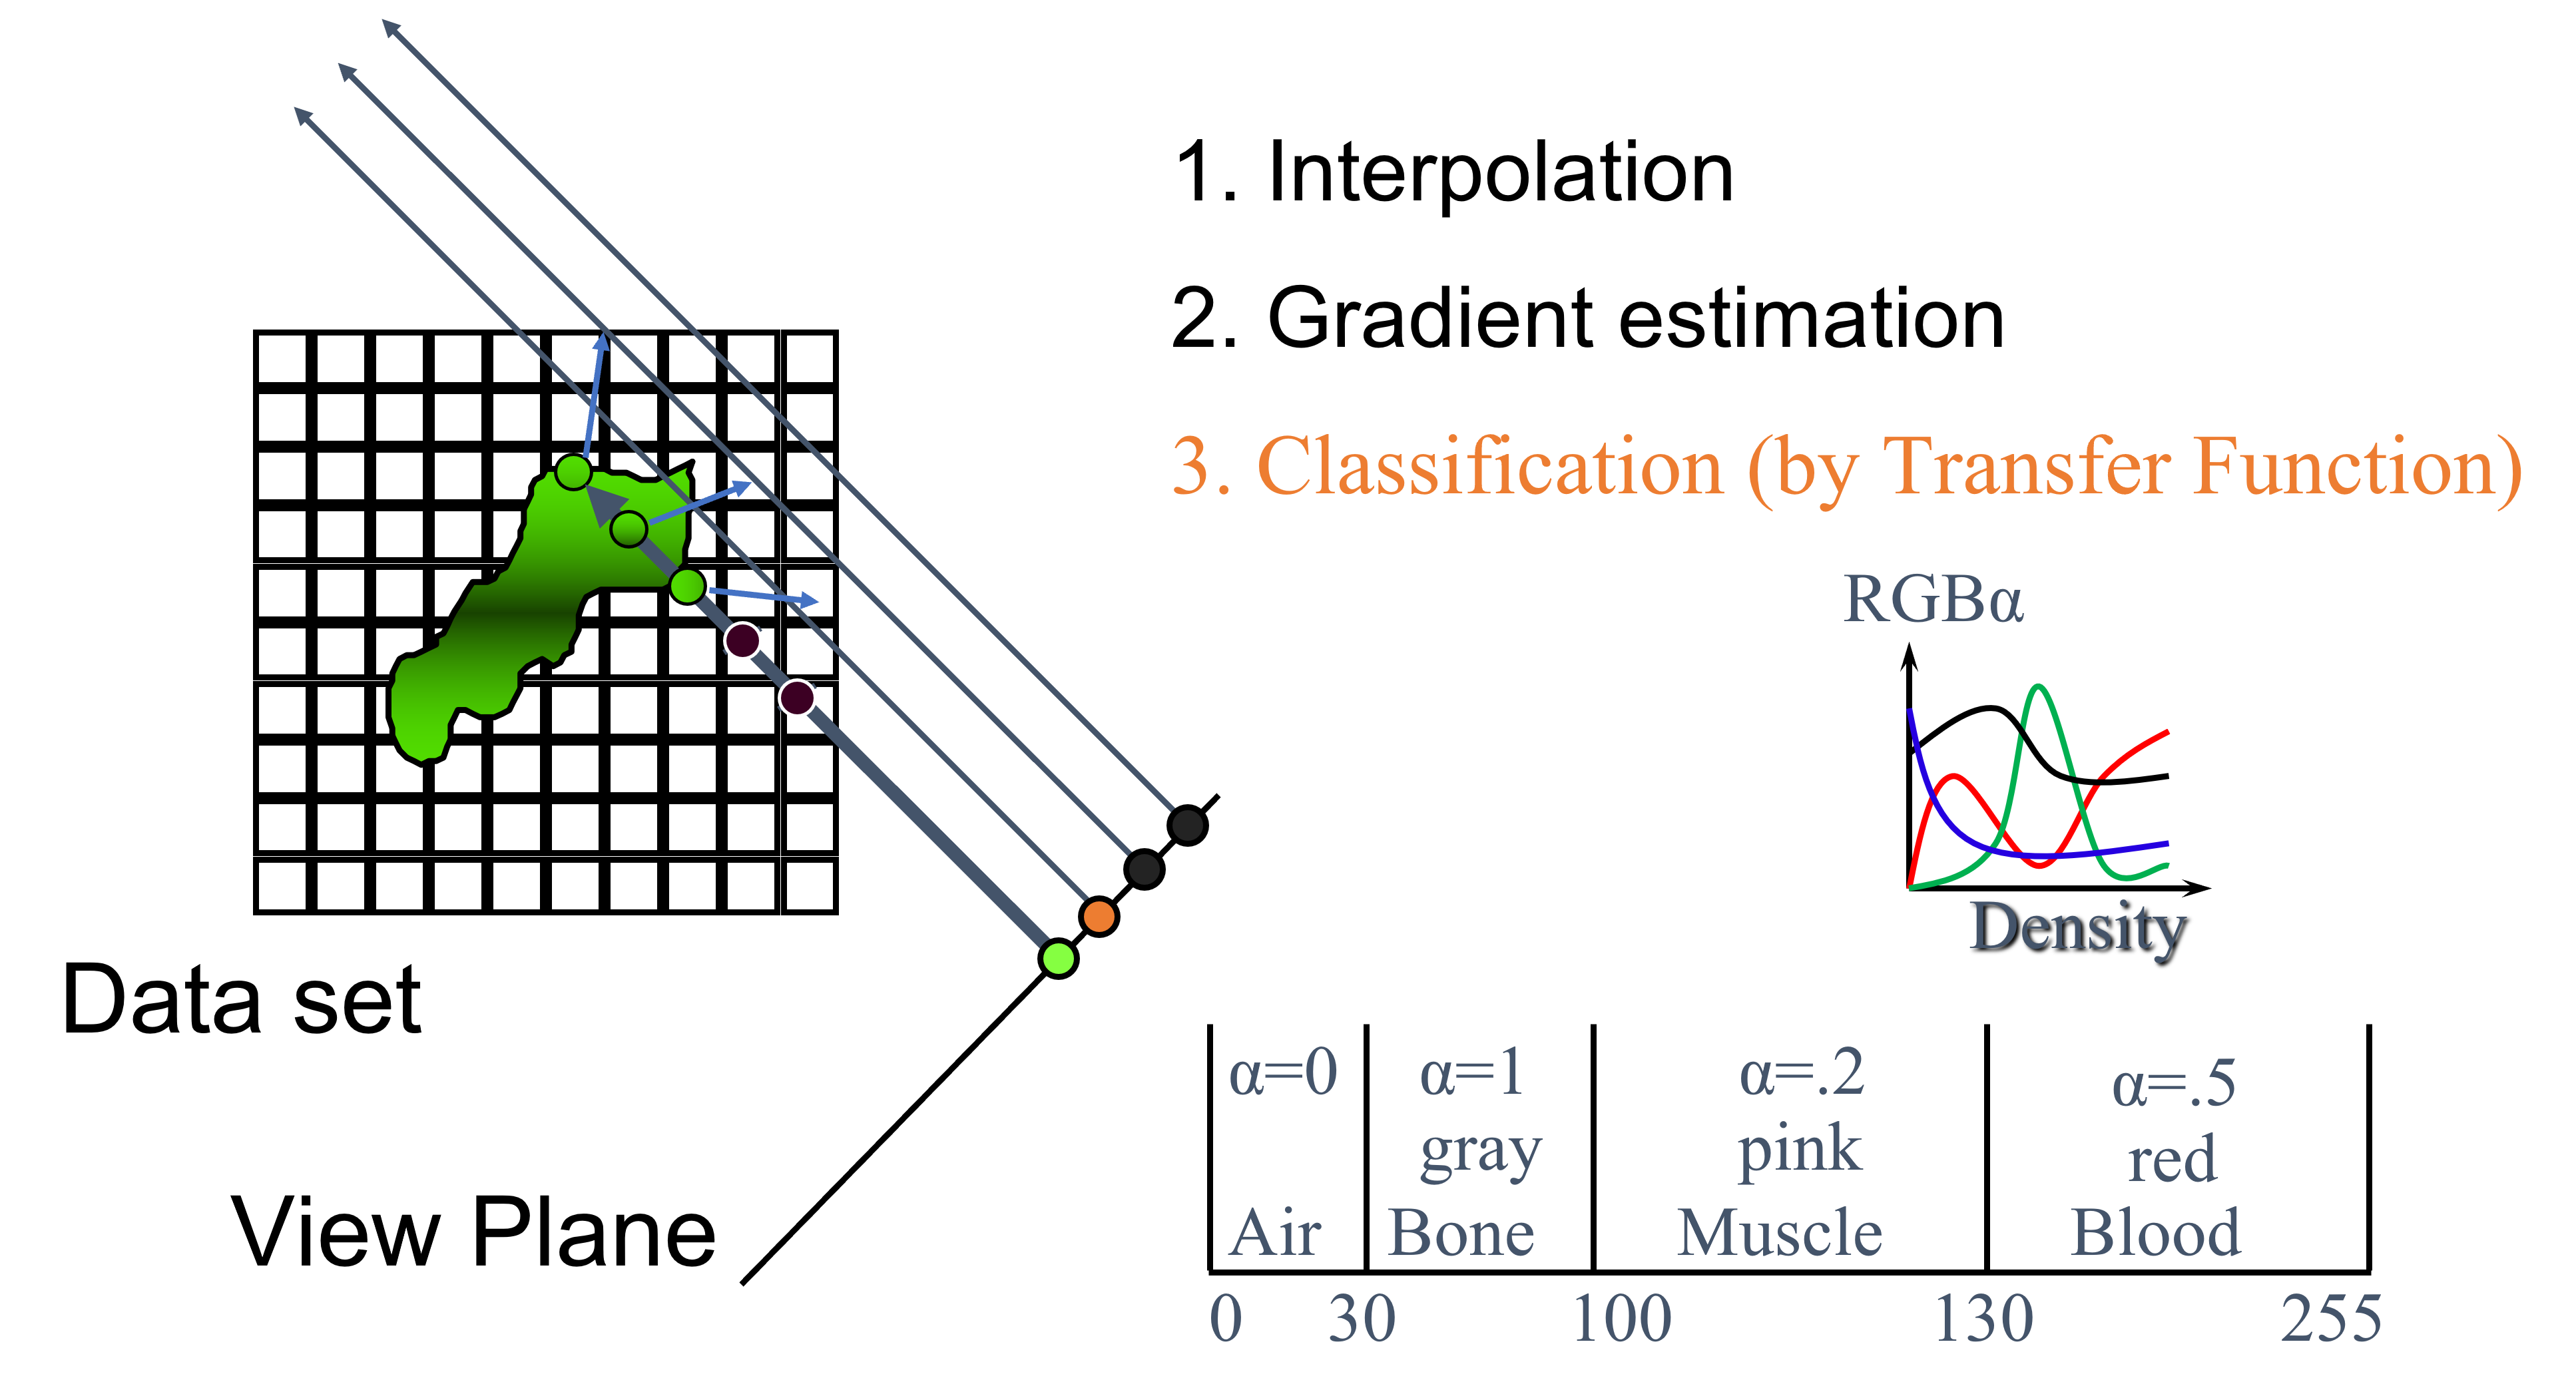 1. Interpolation
2. Gradient estimation
3. Classification (by Transfer Function)
RGBα
Density
Data set
View Plane
α=0 α=1 α=.2 α=.5
gray pink red
Air Bone Muscle Blood
0 30 100 130 255